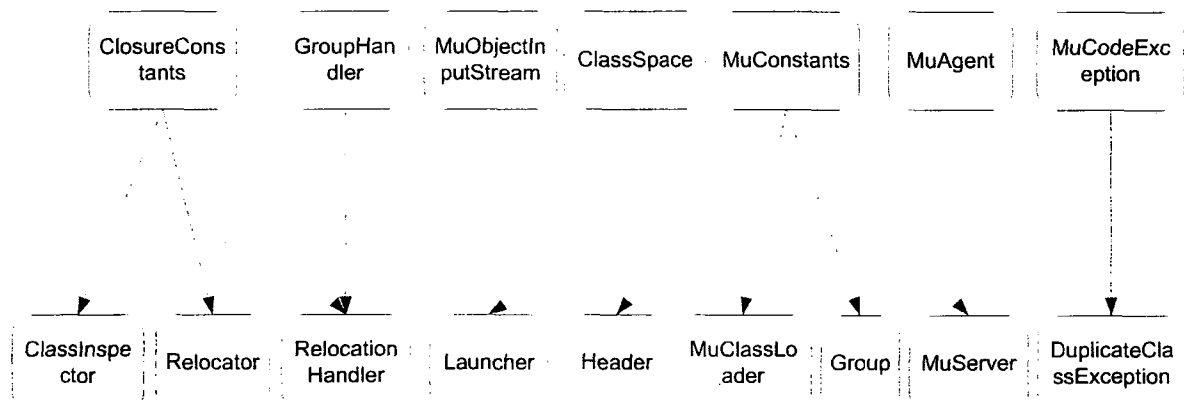 ClosureCons
tants
GroupHan
dler
MuObjectIn
putStream
ClassSpace
MuConstants
MuAgent
MuCodeExc
eption
ClassInspe
ctor
Relocator
Relocation
Handler
Launcher
Header
MuClassLo
ader
Group
MuServer
DuplicateCla
ssException